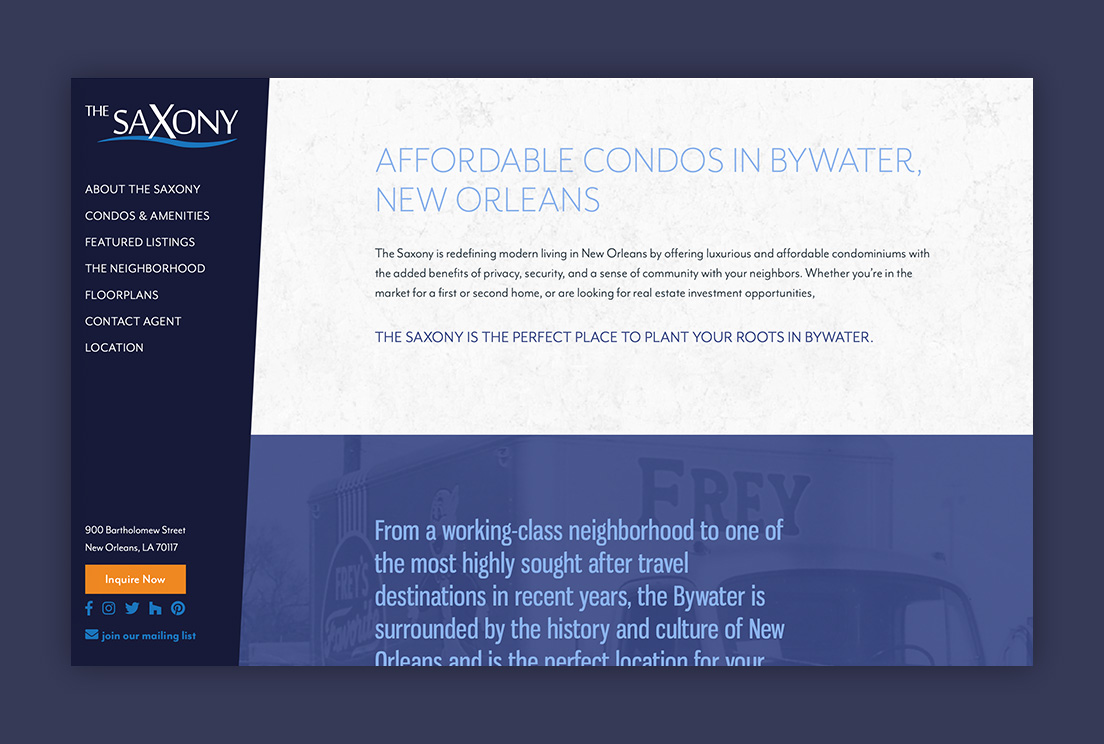 THE SAXONY
ABOUT THE SAXONY
CONDOS & AMENITIES
FEATURED LISTINGS
THE NEIGHBORHOOD
FLOORPLANS
CONTACT AGENT
LOCATION
900 Bartholomew Street
New Orleans, LA 70117
Inquire Now
join our mailing list
AFFORDABLE CONDOS IN BYWATER,
NEW ORLEANS
The Saxony is redefining modern living in New Orleans by offering luxurious and affordable condominiums with
the added benefits of privacy, security, and a sense of community with your neighbors. Whether you’re in the
market for a first or second home, or are looking for real estate investment opportunities,
THE SAXONY IS THE PERFECT PLACE TO PLANT YOUR ROOTS IN BYWATER.
FREY
FREY'S
From a working-class neighborhood to one of
the most highly sought after travel
destinations in recent years, the Bywater is
surrounded by the history and culture of New
Orleans and is the perfect location for your